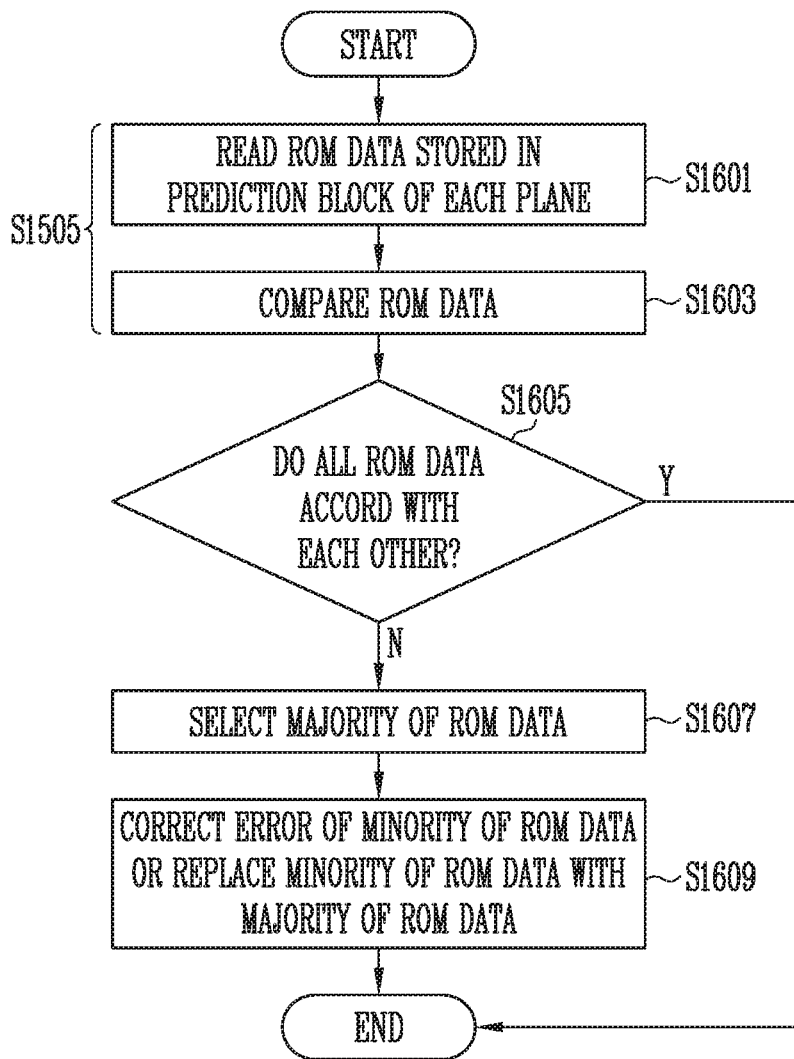 START
READ ROM DATA STORED IN
PREDICTION BLOCK OF EACH PLANE
S1601
S1505
COMPARE ROM DATA
S1603
S1605
DO ALL ROM DATA
ACCORD WITH
EACH OTHER?
Y
N
SELECT MAJORITY OF ROM DATA
S1607
CORRECT ERROR OF MINORITY OF ROM DATA
OR REPLACE MINORITY OF ROM DATA WITH
MAJORITY OF ROM DATA
S1609
END